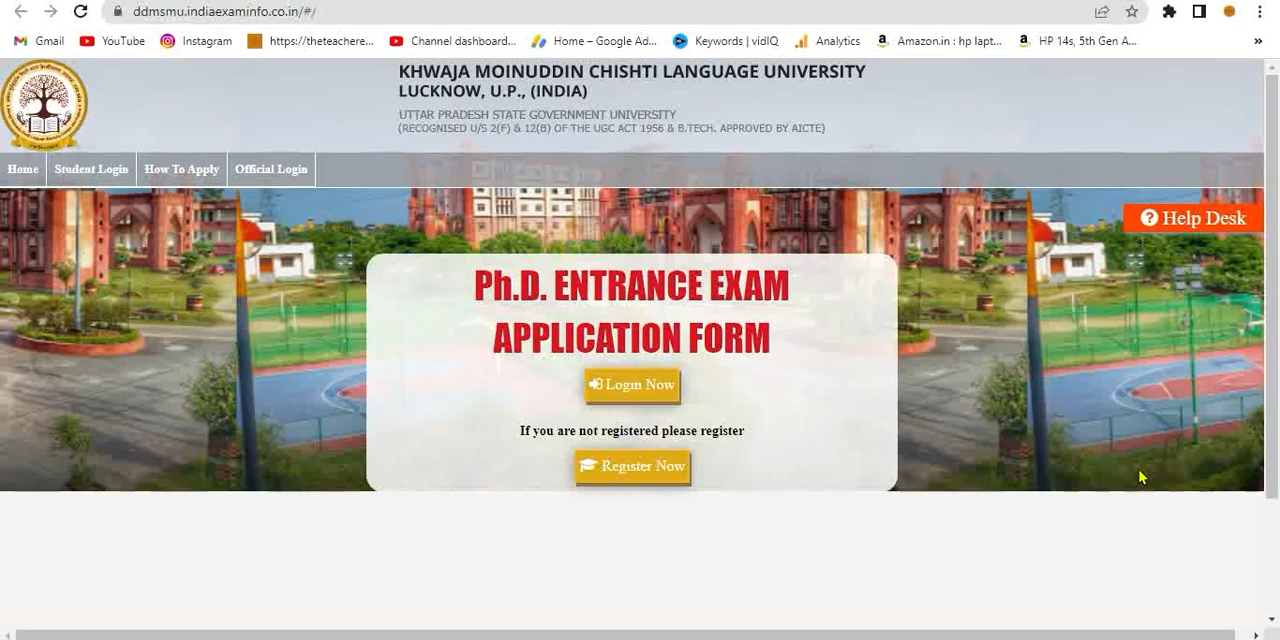 ddmsmu.indiaexaminfo.co.in/#/
Gmail
YouTube
Instagram
https://theteachere...
Channel dashboard...
Home – Google Ad...
Keywords | vidIQ
Analytics
Amazon.in : hp lapt...
HP 14s, 5th Gen A...
»
KHWAJA MOINUDDIN CHISHTI LANGUAGE UNIVERSITY
LUCKNOW, U.P., (INDIA)
UTTAR PRADESH STATE GOVERNMENT UNIVERSITY
(RECOGNISED U/S 2(F) & 12(B) OF THE UGC ACT 1956 & B.TECH. APPROVED BY AICTE)
Home
Student Login
How To Apply
Official Login
Help Desk
Ph.D. ENTRANCE EXAM
APPLICATION FORM
Login Now
If you are not registered please register
Register Now